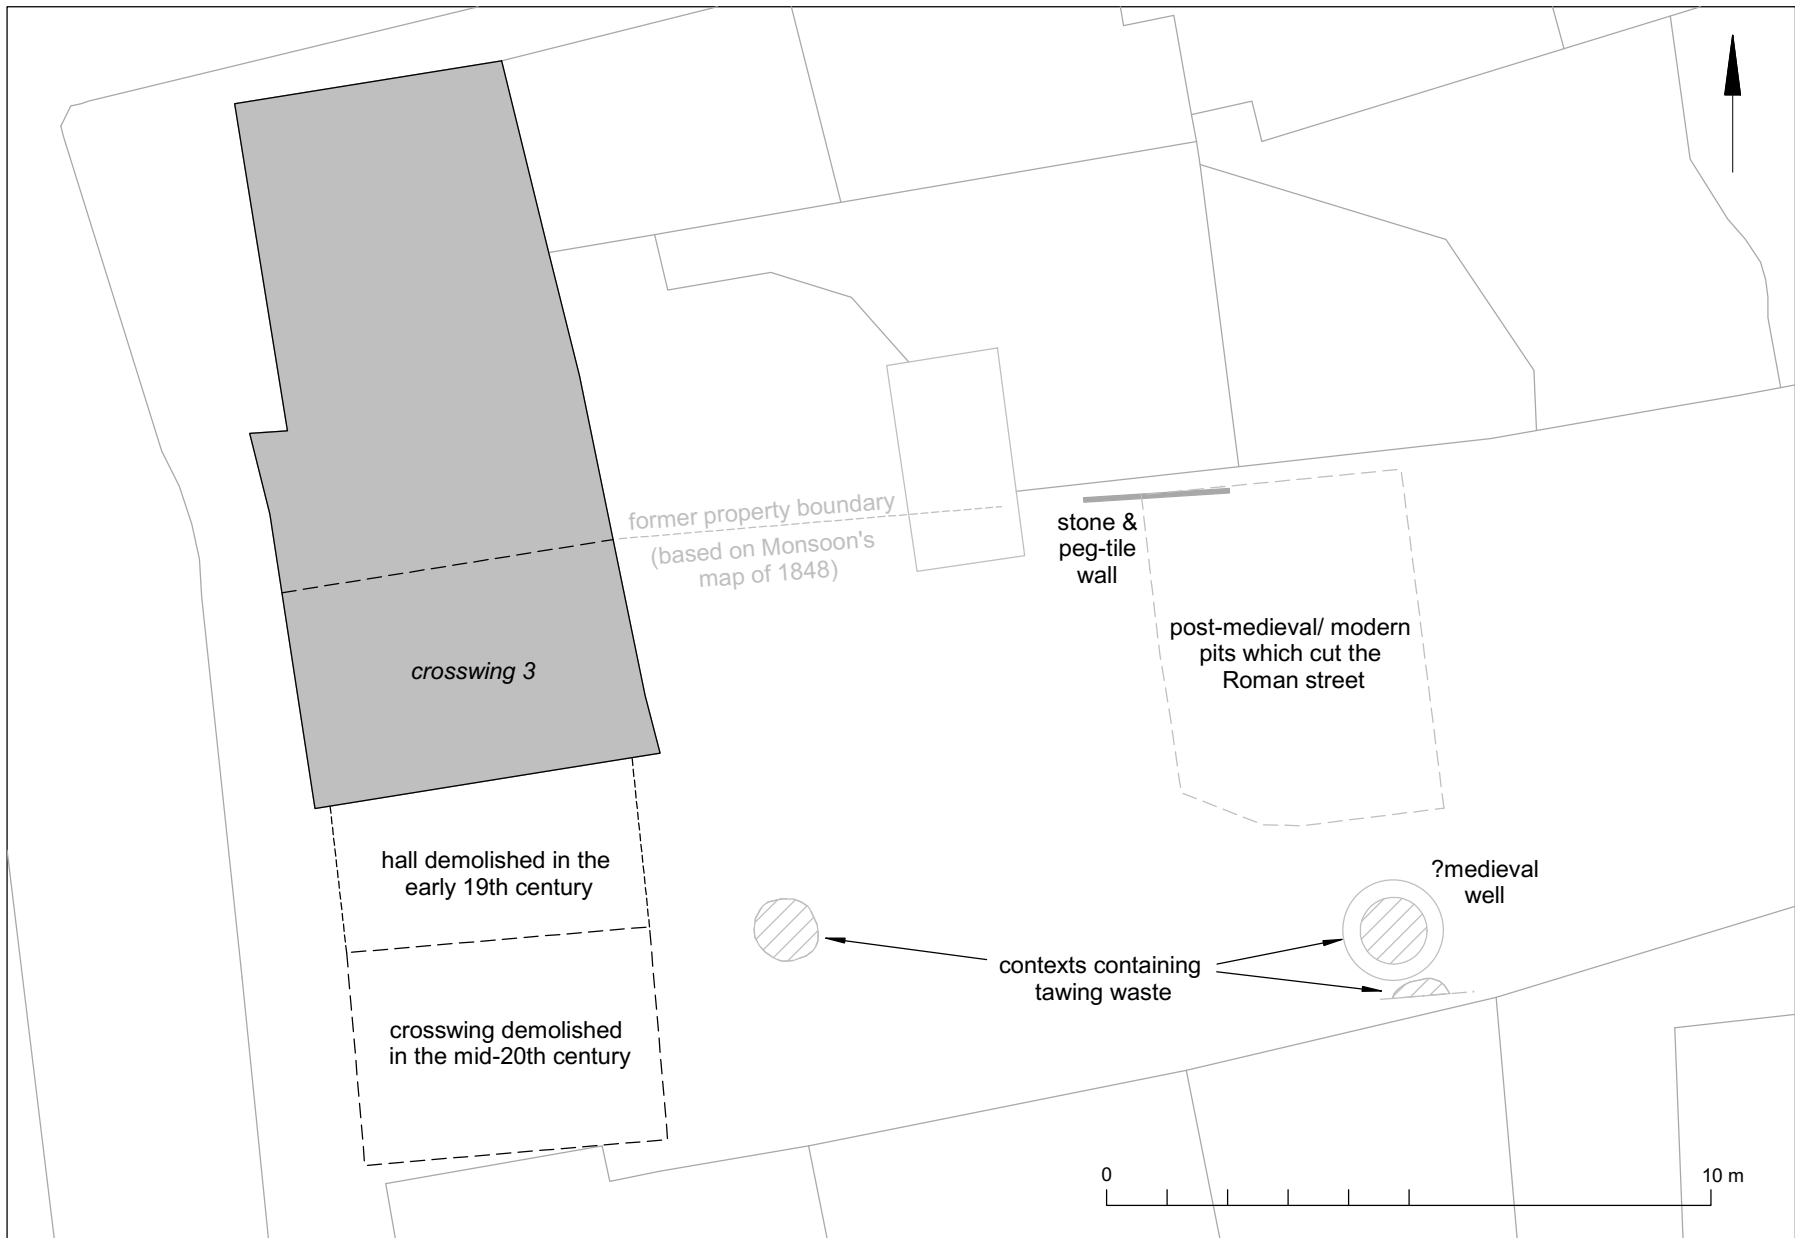 former property boundary
(based on Monsoon's
map of 1848)
stone &
peg-tile
wall
post-medieval/ modern
pits which cut the
Roman street
crosswing 3
hall demolished in the
early 19th century
?medieval
well
contexts containing
tawing waste
crosswing demolished
in the mid-20th century
0
10 m